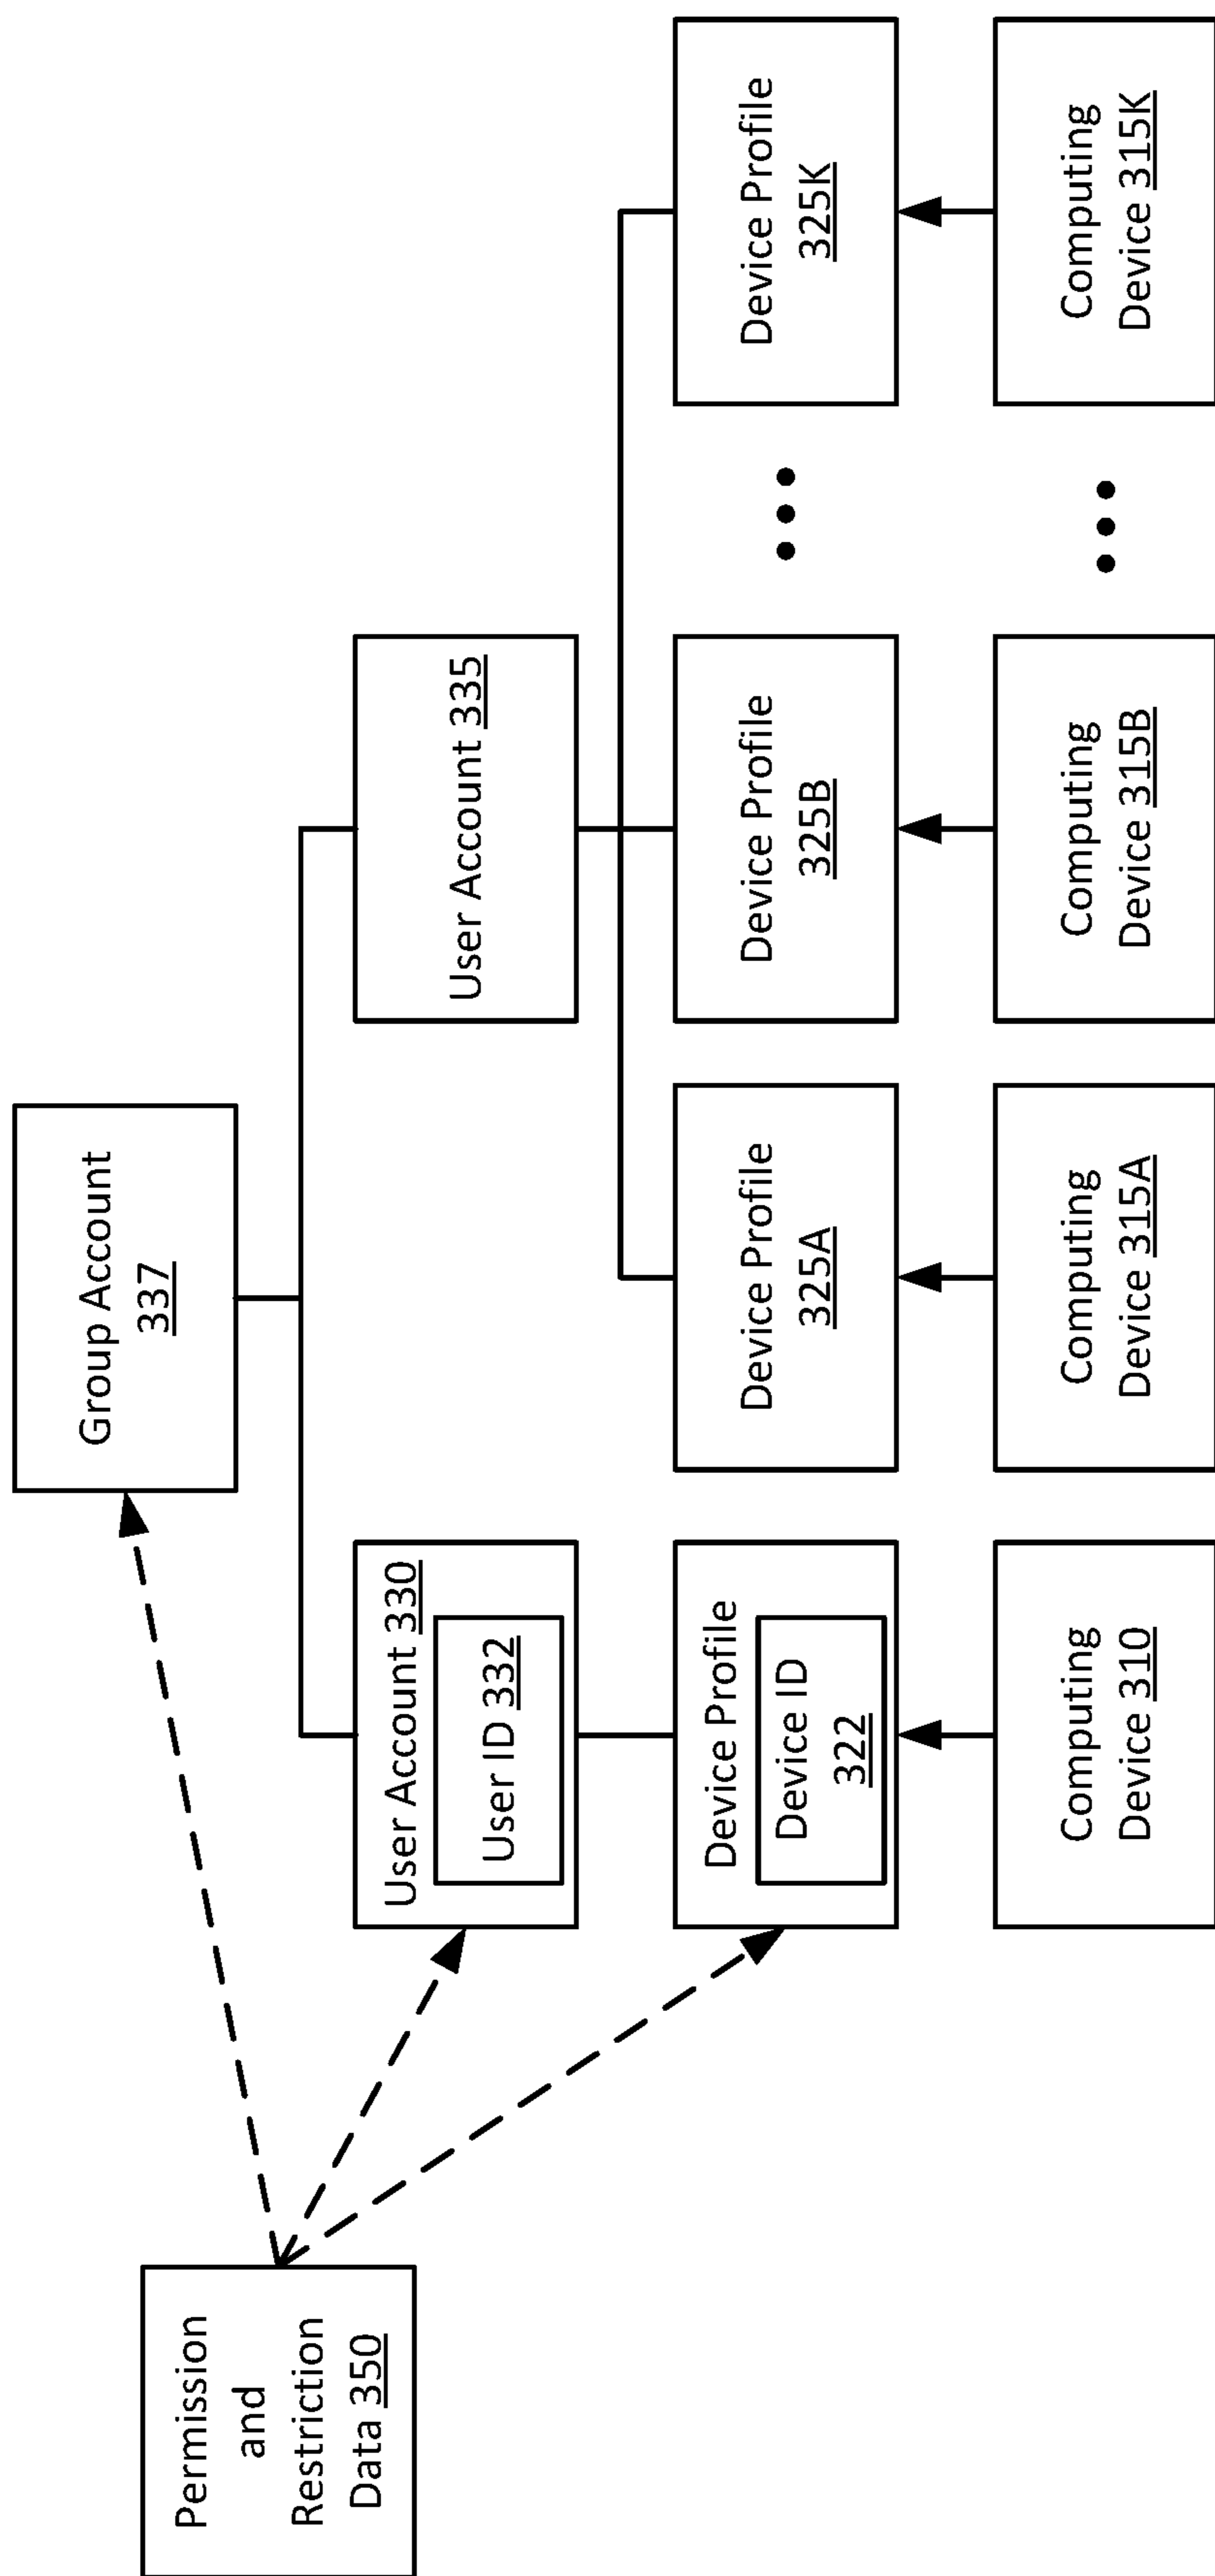 Group Account
337
Permission
and
Restriction
Data 350
User Account 330
User ID 332
User Account 335
Device Profile
Device ID
322
Device Profile
325A
Device Profile
325B
Device Profile
325K
Computing
Device 310
Computing
Device 315A
Computing
Device 315B
Computing
Device 315K